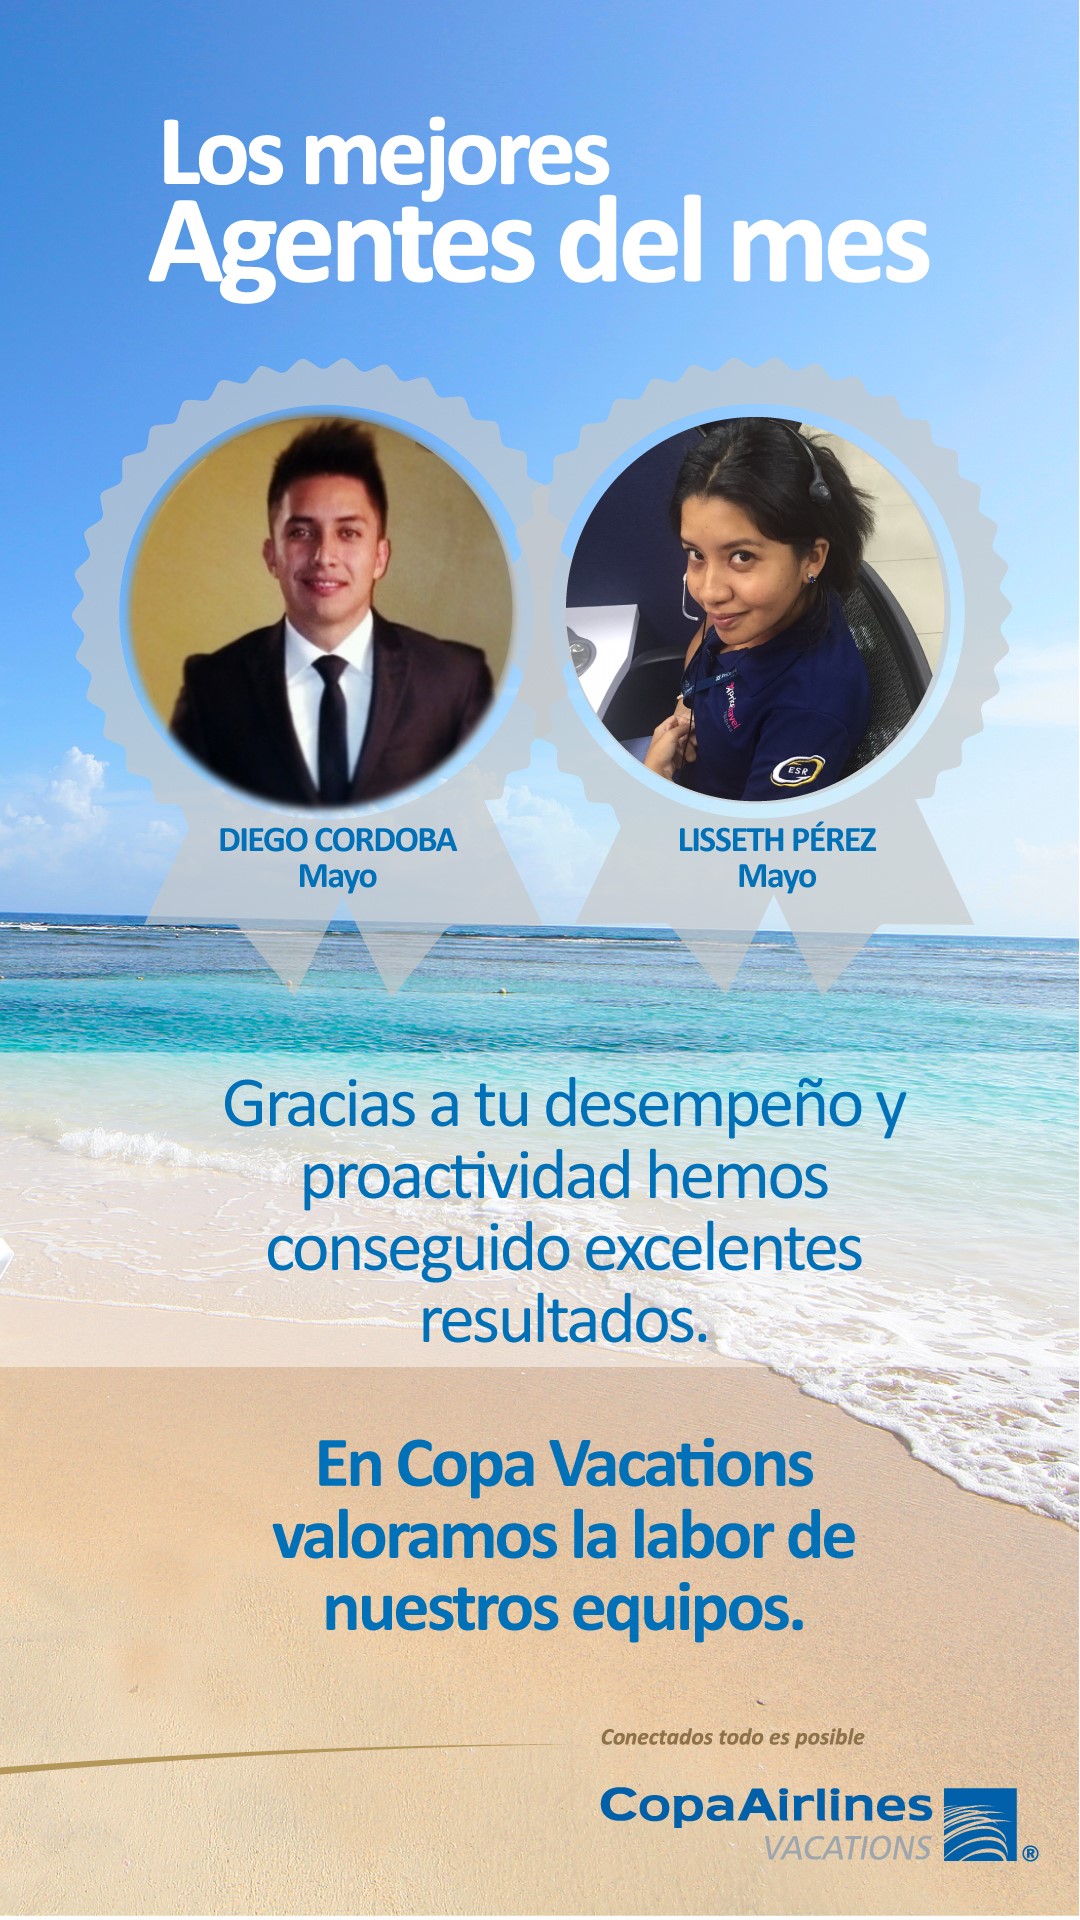 Los mejores
Agentes del mes
DIEGO CORDOBA
Mayo
LISSETH PÉREZ
Mayo
ESR
Gracias a tu desempeño y
proactividad hemos
conseguido excelentes
resultados.
En Copa Vacations
valoramos la labor de
nuestros equipos.
Conectados todo es posible
CopaAirlines
VACATIONS
®